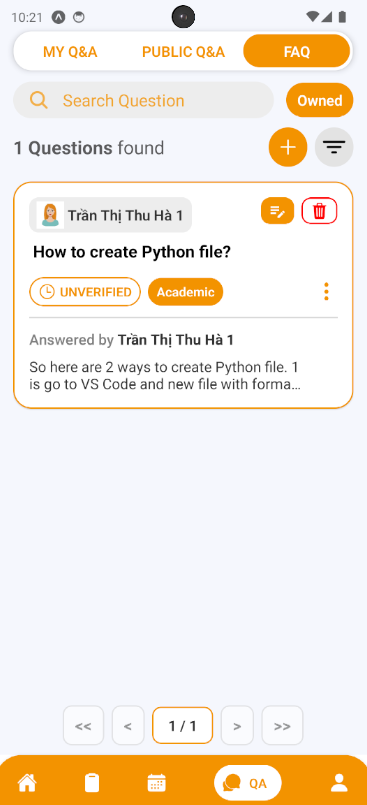 10:21
MY Q&A PUBLIC Q&A FAQ
Search Question Owned
1 Questions found
Trần Thị Thu Hà 1
How to create Python file?
UNVERIFIED Academic
Answered by Trần Thị Thu Hà 1
So here are 2 ways to create Python file. 1
is go to VS Code and new file with forma...
<< < 1 / 1 > >>
QA